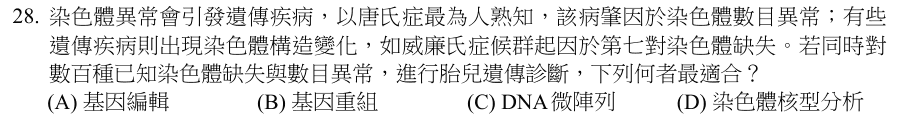 28. 染色體異常會引發遺傳疾病,以唐氏症最為人熟知,該病肇因於染色體數目異常;有些
遺傳疾病則出現染色體構造變化,如威廉氏症候群起因於第七對染色體缺失。若同時對
數百種已知染色體缺失與數目異常,進行胎兒遺傳診斷,下列何者最適合?
(A) 基因編輯 (B) 基因重組 (C) DNA微陣列 (D) 染色體核型分析